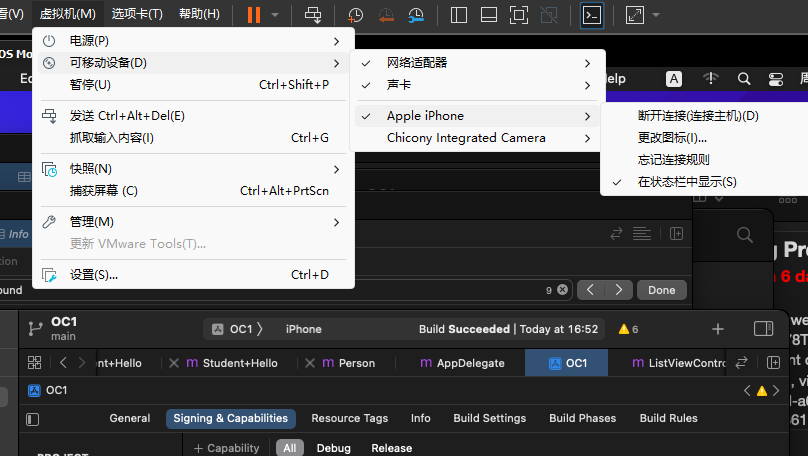 看(V) 虚拟机(M) 选项卡(T) 帮助(H)
OS Mo
电源(P)
可移动设备(D)
暂停(U) Ctrl+Shift+P
发送 Ctrl+Alt+Del(E)
抓取输入内容(I) Ctrl+G
快照(N)
捕获屏幕 (C) Ctrl+Alt+PrtScn
管理(M)
更新 VMware Tools(T)...
设置(S)... Ctrl+D
网络适配器
声卡
Apple iPhone
Chicony Integrated Camera
断开连接(连接主机)(D)
更改图标(I)...
忘记连接规则
在状态栏中显示(S)
Ec
elp A 周
Info
tion
ound 9 Done
g Pro
6 da
OC1
main
OC1 iPhone Build Succeeded | Today at 16:52 6
nt+Hello m Student+Hello m Person m AppDelegate OC1 m ListViewContro
OC1
General Signing & Capabilities Resource Tags Info Build Settings Build Phases Build Rules
+ Capability All Debug Release
PROJECT
we
78T
nt c
, vi
d-a6
61